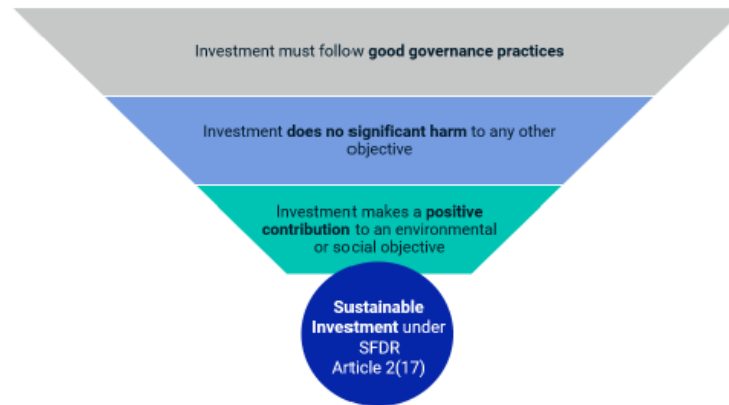 Investment must follow good governance practices
Investment does no significant harm to any other
objective
Investment makes a positive
contribution to an environmental
or social objective
Sustainable
Investment under
SFDR
Article 2(17)